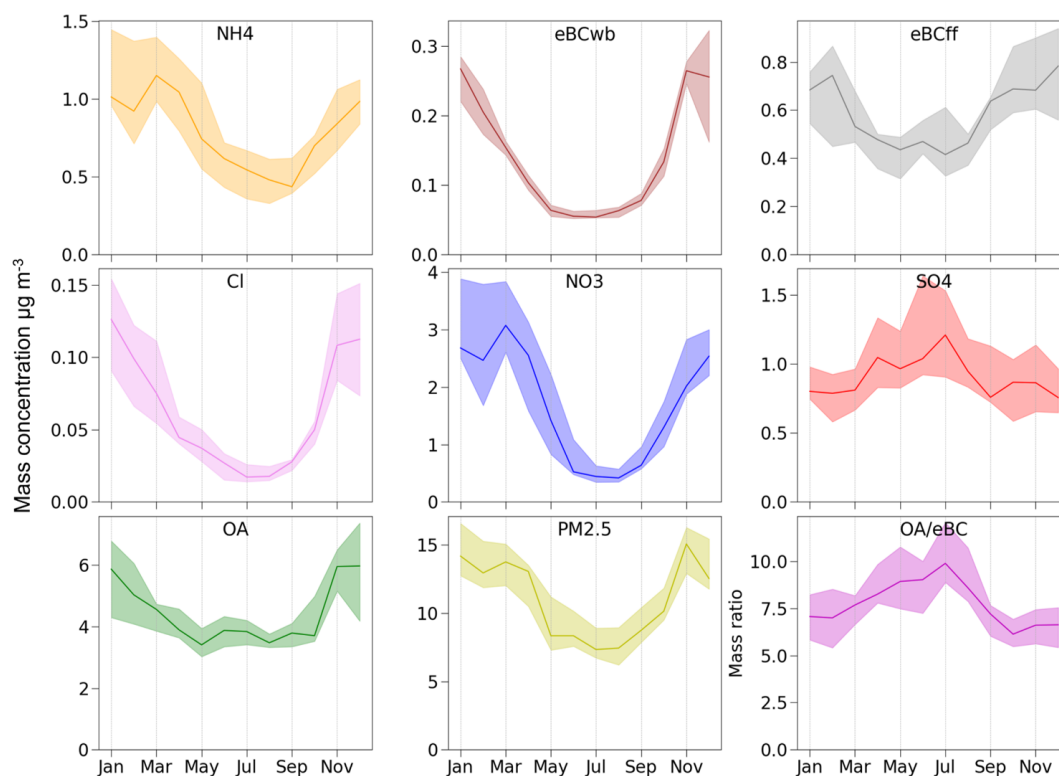 NH4
eBCwb
eBCff
1.5
1.0
0.5
0.0
0.3
0.2
0.1
0.0
0.8
0.6
0.4
0.2
0.0
Mass concentration µg m⁻³
Cl
NO3
SO4
0.15
0.10
0.05
0.00
4
3
2
1
0
1.5
1.0
0.5
0.0
OA
PM2.5
OA/eBC
6
4
2
0
15
10
5
0
Mass ratio
10.0
7.5
5.0
2.5
0.0
Jan Mar May Jul Sep Nov
Jan Mar May Jul Sep Nov
Jan Mar May Jul Sep Nov